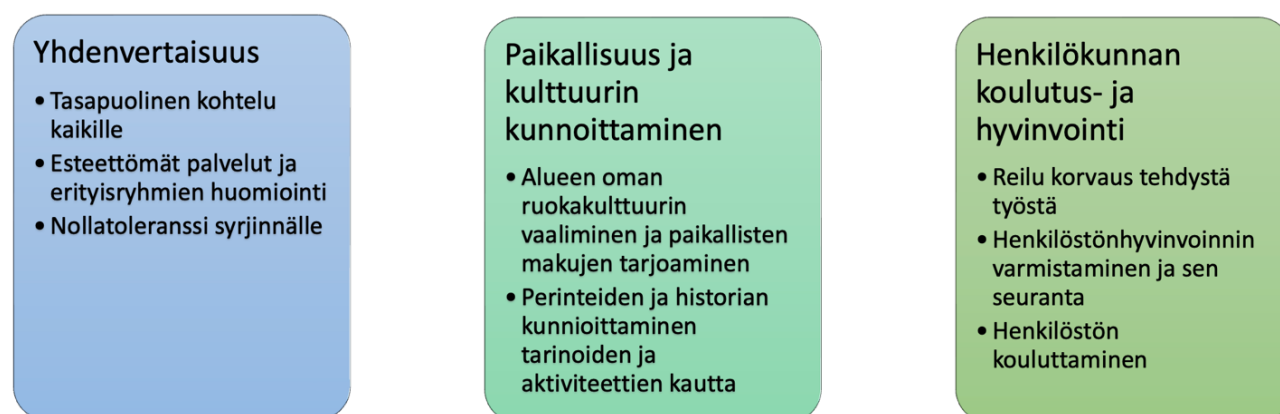 Yhdenvertaisuus
• Tasapuolinen kohtelu
kaikille
• Esteettömät palvelut ja
erityisryhmien huomiointi
• Nollatoleranssi syrjinnälle
Paikallisuus ja
kulttuurin
kunnoittaminen
• Alueen oman
ruokakulttuurin
vaaliminen ja paikallisten
makujen tarjoaminen
• Perinteiden ja historian
kunnioittaminen
tarinoiden ja
aktiviteettien kautta
Henkilökunnan
koulutus- ja
hyvinvointi
• Reilu korvaus tehdystä
työstä
• Henkilöstönhyvinvoinnin
varmistaminen ja sen
seuranta
• Henkilöstön
kouluttaminen